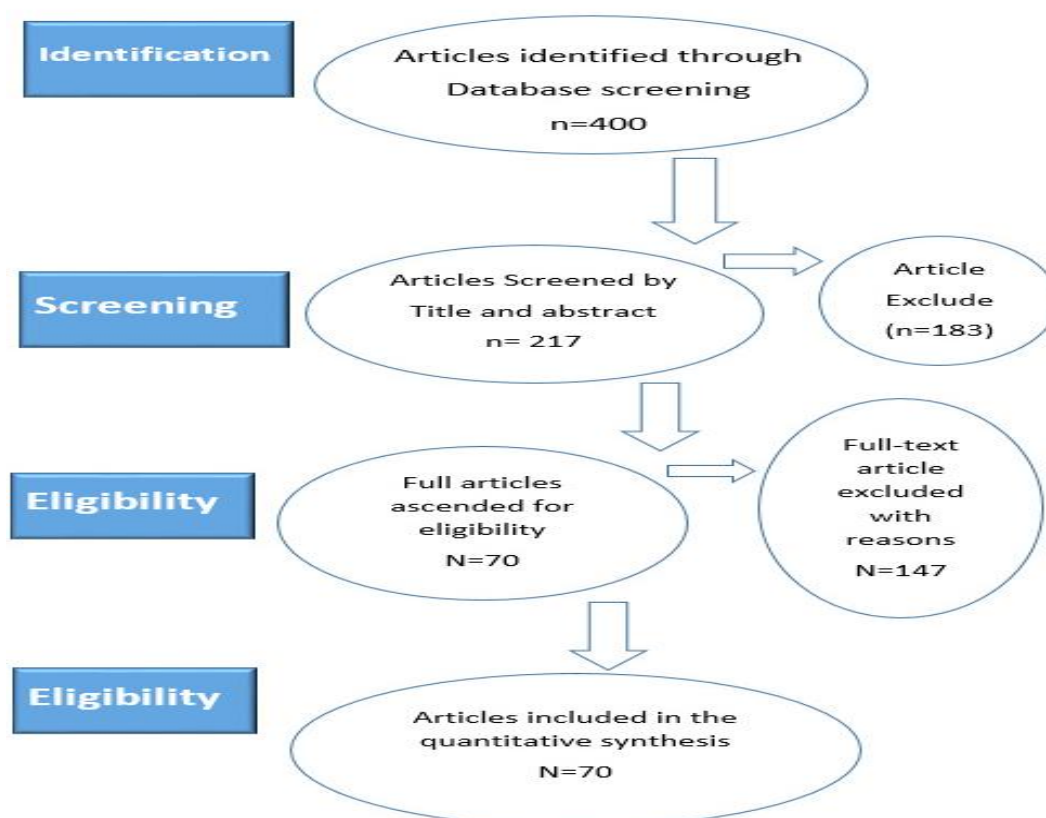 Identification
Articles identified through
Database screening
n=400
Screening
Articles Screened by
Title and abstract
n= 217
Article
Exclude
(n=183)
Eligibility
Full articles
ascended for
eligibility
N=70
Full-text
article
excluded
with
reasons
N=147
Eligibility
Articles included in the
quantitative synthesis
N=70